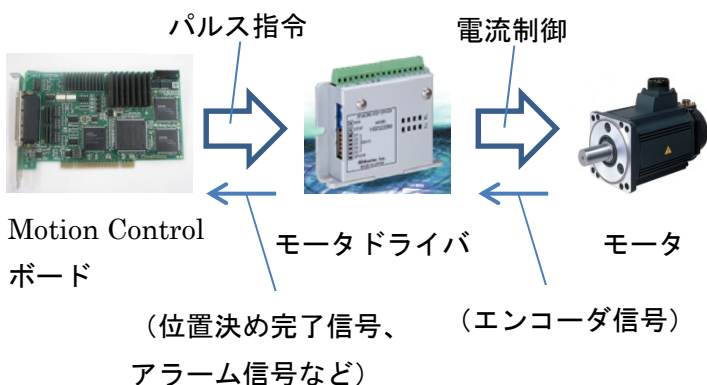 パルス指令
電流制御
Motion Control
ボード
モータドライバ
モータ
（位置決め完了信号、
アラーム信号など）
（エンコーダ信号）